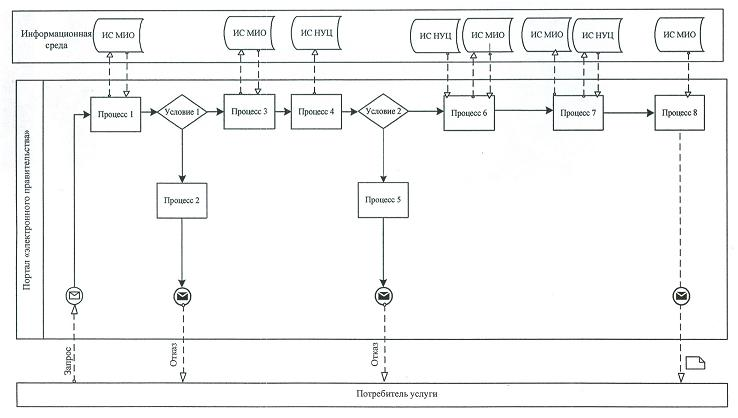 Информационная
среда
ИС МИО
ИС МИО
ИС НУЦ
ИС НУЦ
ИС МИО
ИС МИО
ИС НУЦ
ИС МИО
Портал «электронного правительства»
Процесс 1
Условие 1
Процесс 3
Процесс 4
Условие 2
Процесс 6
Процесс 7
Процесс 8
Процесс 2
Процесс 5
Запрос
Отказ
Отказ
Потребитель услуги